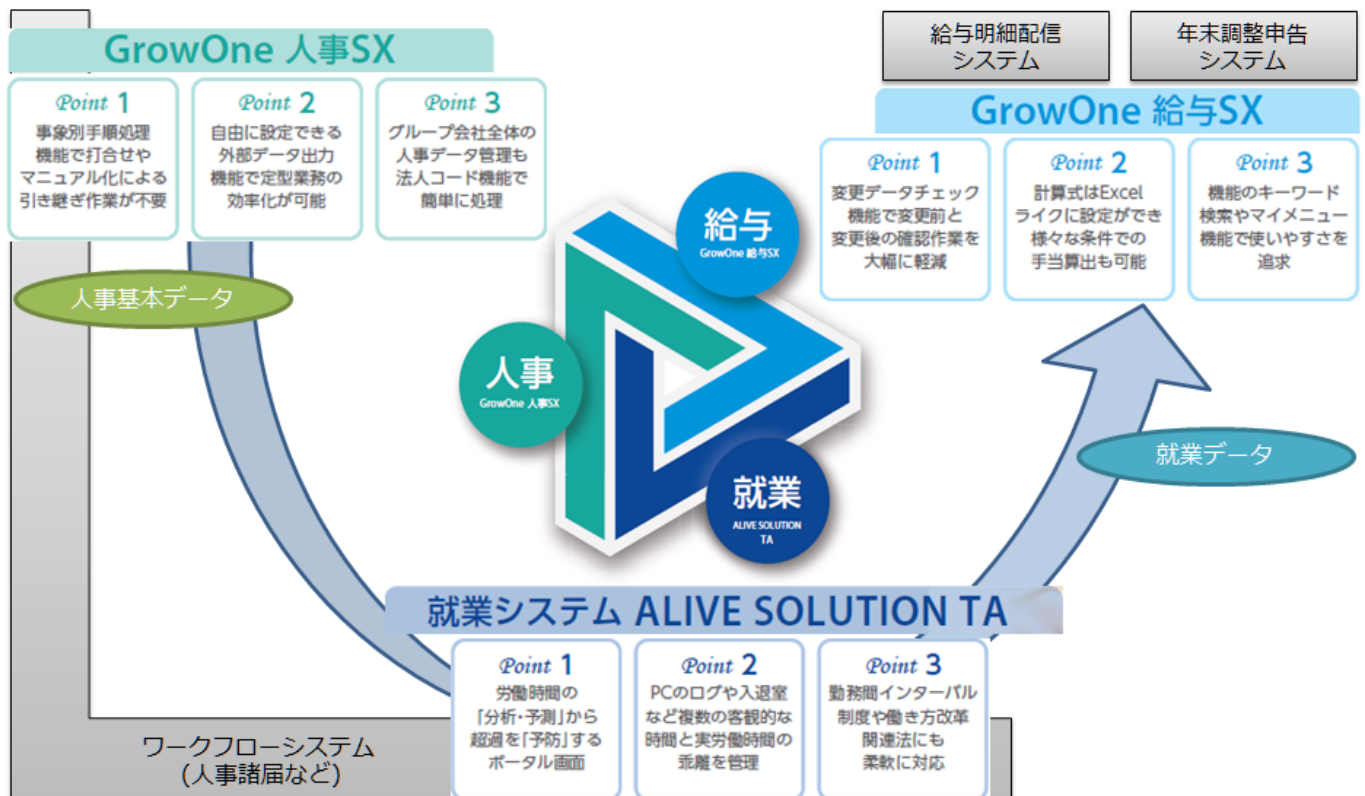 GrowOne 人事SX
Point 1
事象別手順処理
機能で打合せや
マニュアル化による
引き継ぎ作業が不要
Point 2
自由に設定できる
外部データ出力
機能で定型業務の
効率化が可能
Point 3
グループ会社全体の
人事データ管理も
法人コード機能で
簡単に処理
人事基本データ
給与明細配信
システム
年末調整申告
システム
GrowOne 給与SX
Point 1
変更データチェック
機能で変更前と
変更後の確認作業を
大幅に軽減
Point 2
計算式はExcel
ライクに設定ができ
様々な条件での
手当算出も可能
Point 3
機能のキーワード
検索やマイメニュー
機能で使いやすさを
追求
給与
GrowOne 給与SX
人事
GrowOne 人事SX
就業
ALIVE SOLUTION
TA
就業データ
就業システム ALIVE SOLUTION TA
Point 1
労働時間の
「分析・予測」から
超過を「予防」する
ポータル画面
Point 2
PCのログや入退室
など複数の客観的な
時間と実労働時間の
乖離を管理
Point 3
勤務間インターバル
制度や働き方改革
関連法にも
柔軟に対応
ワークフローシステム
(人事諸届など)